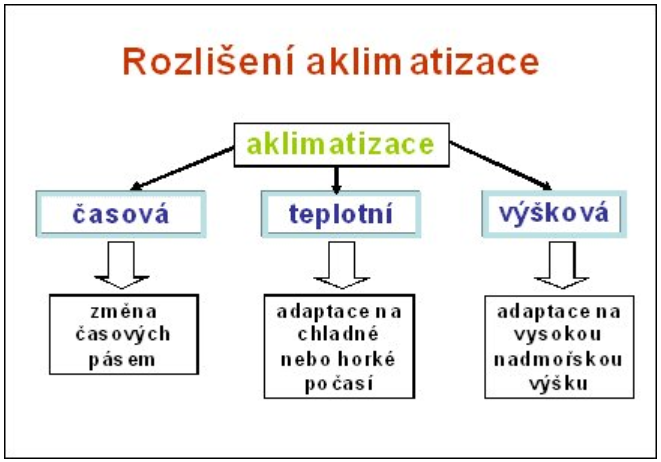 Rozlišení aklimatizace
aklimatizace
časová
teplotní
výšková
změna
časových
pásem
adaptace na
chladné
nebo horké
počasí
adaptace na
vysokou
nadmořskou
výšku